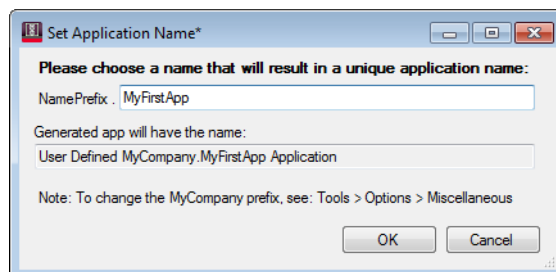 Set Application Name*
Please choose a name that will result in a unique application name:
NamePrefix . MyFirstApp
Generated app will have the name:
User Defined MyCompany.MyFirstApp Application
Note: To change the MyCompany prefix, see: Tools > Options > Miscellaneous
OK Cancel